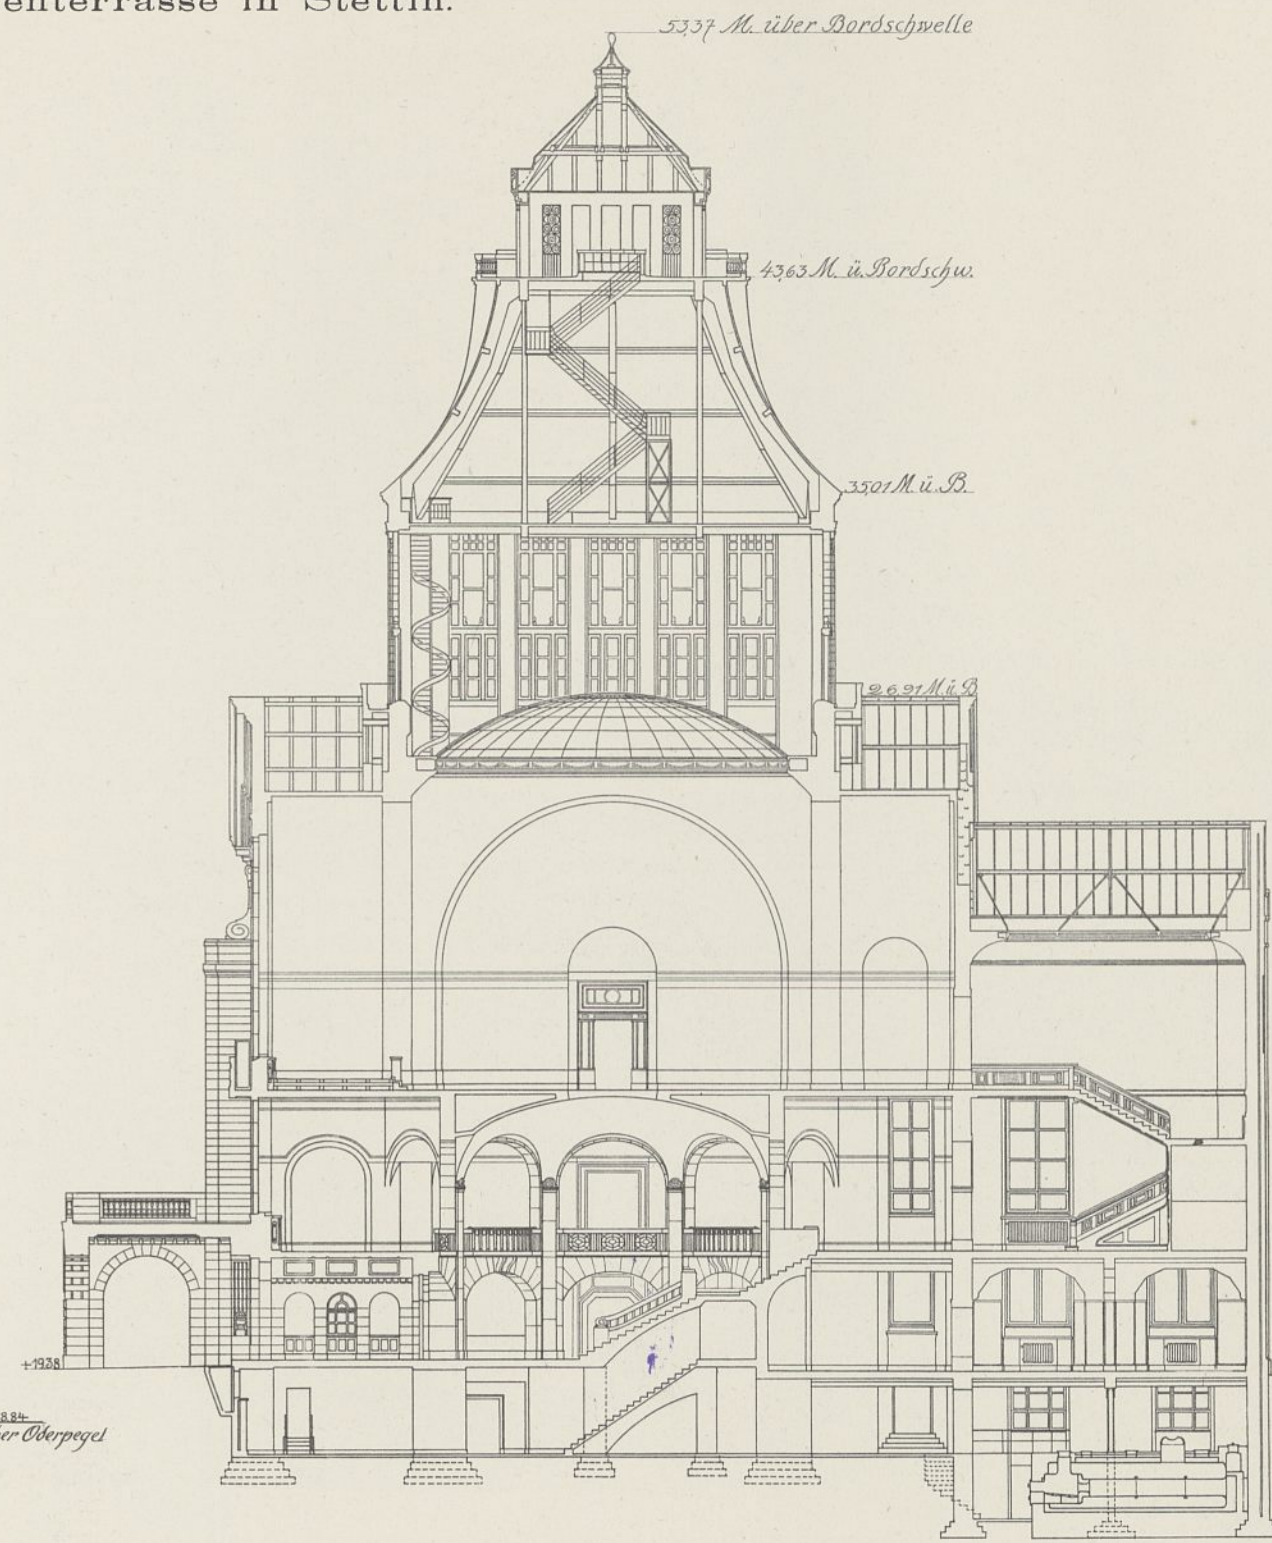 enterrasse in Stettin.
53,37 M. über Bordschwelle
43,63 M. ü. Bordschw.
35,01 M. ü. B.
26,91 M. ü. B.
+19.38
8.84
er Oberpegel